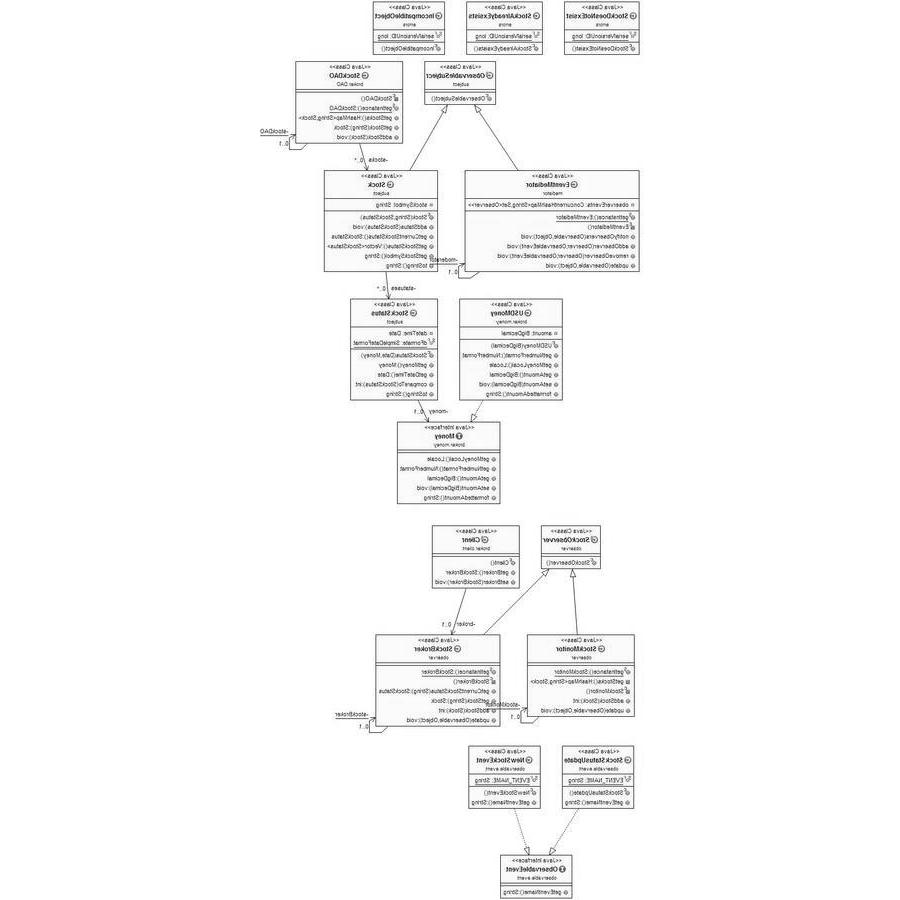 <<Java Class>>
IncompatibleObject
errors
serialVersionUID: long
IncompatibleObject()
<<Java Class>>
StockAlreadyExsists
errors
serialVersionUID: long
StockAlreadyExsists()
<<Java Class>>
StockDoesNotExsist
errors
serialVersionUID: long
StockDoesNotExsist()
<<Java Class>>
StockDAO
broker.DAO
StockDAO()
getInstance():StockDAO
getStocks():HashMap<String,Stock>
getStock(String):Stock
addStock(Stock):void
-stockDAO
0..1
<<Java Class>>
ObservableSubject
subject
ObservableSubject()
-stocks 0..*
<<Java Class>>
Stock
subject
stockSymbol: String
Stock(String,StockStatus)
addStatus(StockStatus):void
getCurrentStockStatus():StockStatus
getStockStatus():Vector<StockStatus>
getStockSymbol():String
toString():String
<<Java Class>>
EventMediator
mediator
observerEvents: ConcurrentHashMap<String,Set<Observer>>
getInstance():EventMediator
EventMediator()
notifyObservers(Observable,Object):void
addObserver(Observer,ObservableEvent):void
removeObserver(Observer,ObservableEvent):void
update(Observable,Object):void
-moderator
0..1
-statuses 0..*
<<Java Class>>
StockStatus
subject
dateTime: Date
dFormate: SimpleDateFormat
StockStatus(Date,Money)
getMoney():Money
getDateTime():Date
compareTo(StockStatus):int
toString():String
<<Java Class>>
USDMoney
broker.money
amount: BigDecimal
USDMoney(BigDecimal)
getNumberFormat():NumberFormat
getMoneyLocal():Locale
getAmount():BigDecimal
setAmount(BigDecimal):void
formattedAmount():String
-money 0..1
<<Java Interface>>
Money
broker.money
getMoneyLocal():Locale
getNumberFormat():NumberFormat
getAmount():BigDecimal
setAmount(BigDecimal):void
formattedAmount():String
<<Java Class>>
Client
broker.client
Client()
getBroker():StockBroker
setBroker(StockBroker):void
<<Java Class>>
StockObserver
observer
StockObserver()
-broker 0..1
<<Java Class>>
StockBroker
observer
getInstance():StockBroker
StockBroker()
getCurrentStockStatus(String):StockStatus
getStock(String):Stock
addStock(Stock):int
update(Observable,Object):void
-stockBroker
0..1
<<Java Class>>
StockMonitor
observer
getInstance():StockMonitor
getStocks():HashMap<String,Stock>
StockMonitor()
addStock(Stock):int
update(Observable,Object):void
-stockMonitor
0..1
<<Java Class>>
NewStockEvent
observable.event
EVENT_NAME: String
NewStockEvent()
getEventName():String
<<Java Class>>
StockStatusUpdate
observable.event
EVENT_NAME: String
StockStatusUpdate()
getEventName():String
<<Java Interface>>
ObservableEvent
observable.event
getEventName():String